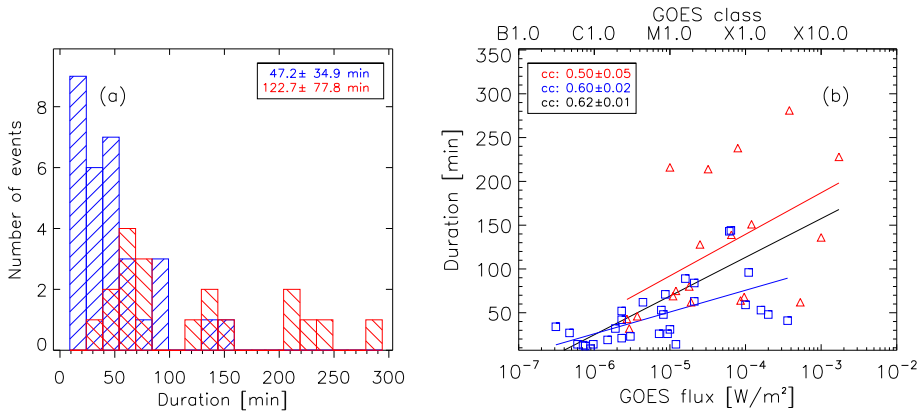 GOES class
B1.0 C1.0 M1.0 X1.0 X10.0
(a)
47.2± 34.9 min
122.7± 77.8 min
Number of events
8
6
4
2
0
0 50 100 150 200 250 300
Duration [min]
(b)
cc: 0.50±0.05
cc: 0.60±0.02
cc: 0.62±0.01
Duration [min]
350
300
250
200
150
100
50
10⁻⁷ 10⁻⁶ 10⁻⁵ 10⁻⁴ 10⁻³ 10⁻²
GOES flux [W/m²]